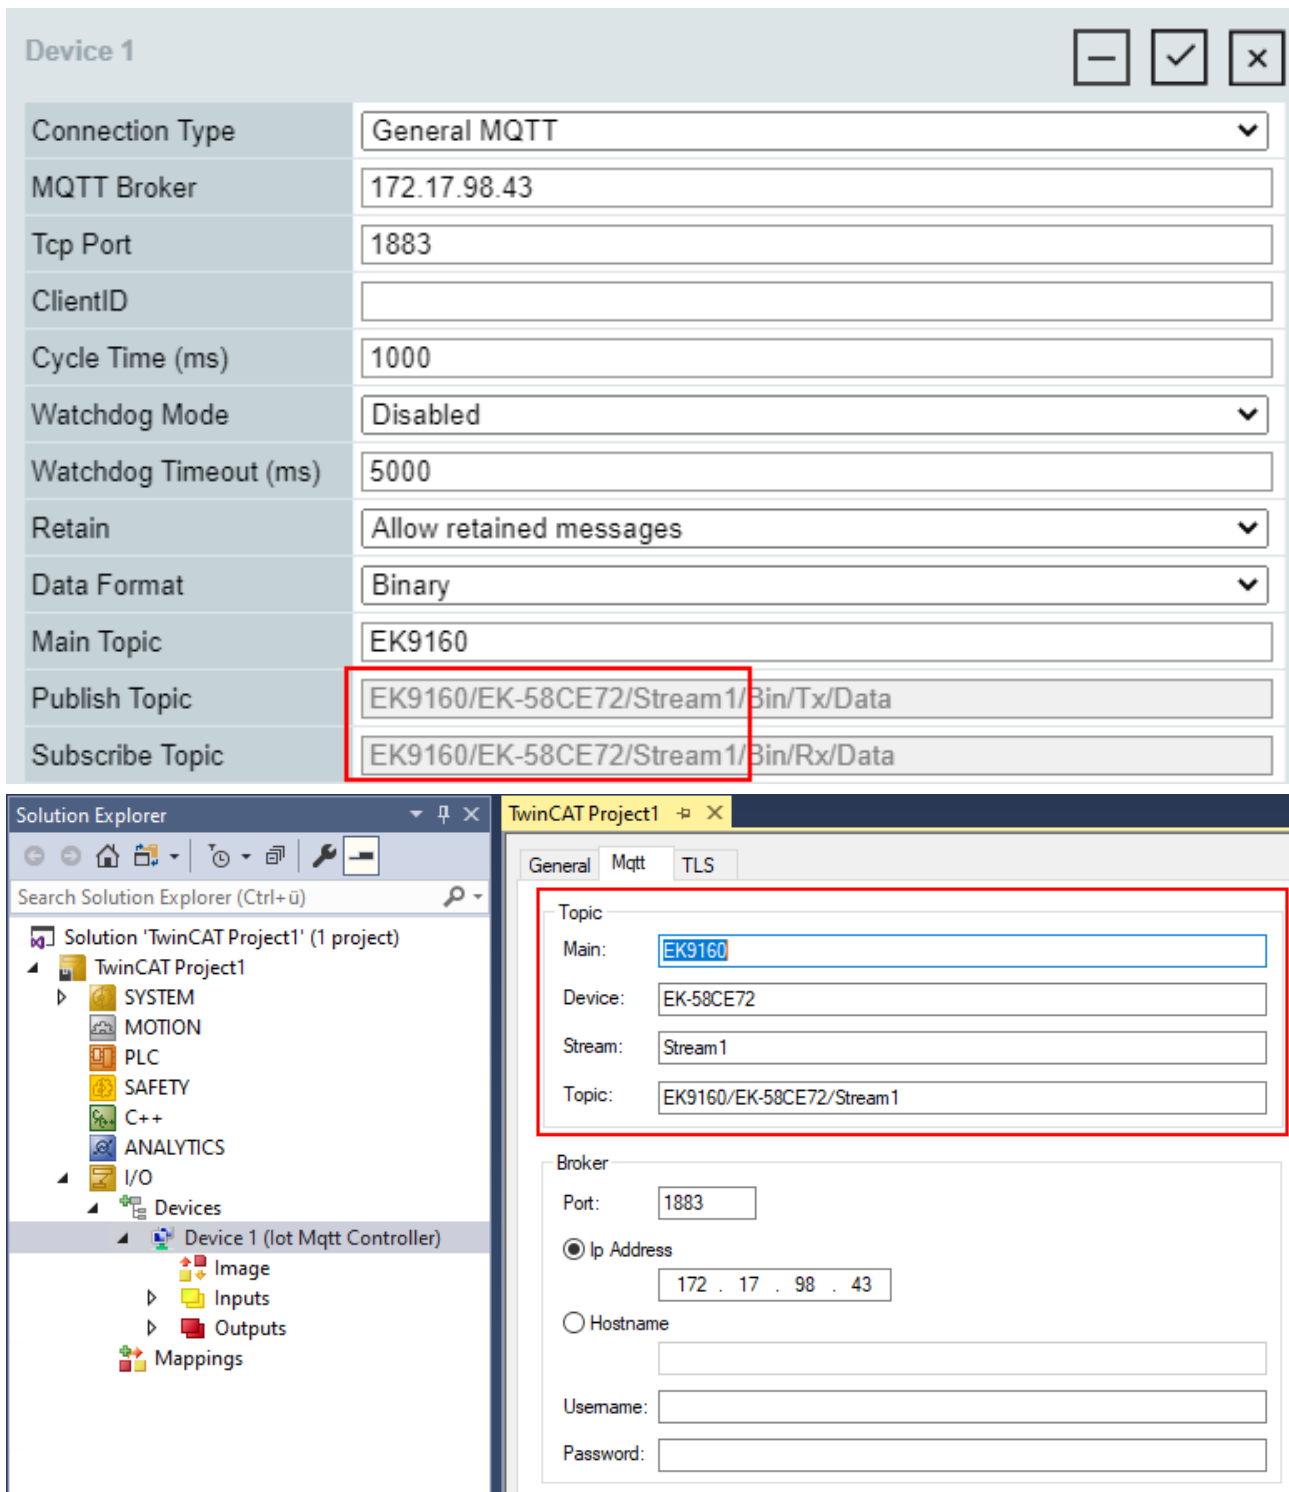 Device 1
Connection Type General MQTT
MQTT Broker 172.17.98.43
Tcp Port 1883
ClientID
Cycle Time (ms) 1000
Watchdog Mode Disabled
Watchdog Timeout (ms) 5000
Retain Allow retained messages
Data Format Binary
Main Topic EK9160
Publish Topic EK9160/EK-58CE72/Stream1/Bin/Tx/Data
Subscribe Topic EK9160/EK-58CE72/Stream1/Bin/Rx/Data
Solution Explorer
Search Solution Explorer (Ctrl+ü)
Solution 'TwinCAT Project1' (1 project)
TwinCAT Project1
SYSTEM
MOTION
PLC
SAFETY
C++
ANALYTICS
I/O
Devices
Device 1 (Iot Mqtt Controller)
Image
Inputs
Outputs
Mappings
TwinCAT Project1
General Mqtt TLS
Topic
Main: EK9160
Device: EK-58CE72
Stream: Stream1
Topic: EK9160/EK-58CE72/Stream1
Broker
Port: 1883
Ip Address
172 . 17 . 98 . 43
Hostname
Username:
Password: